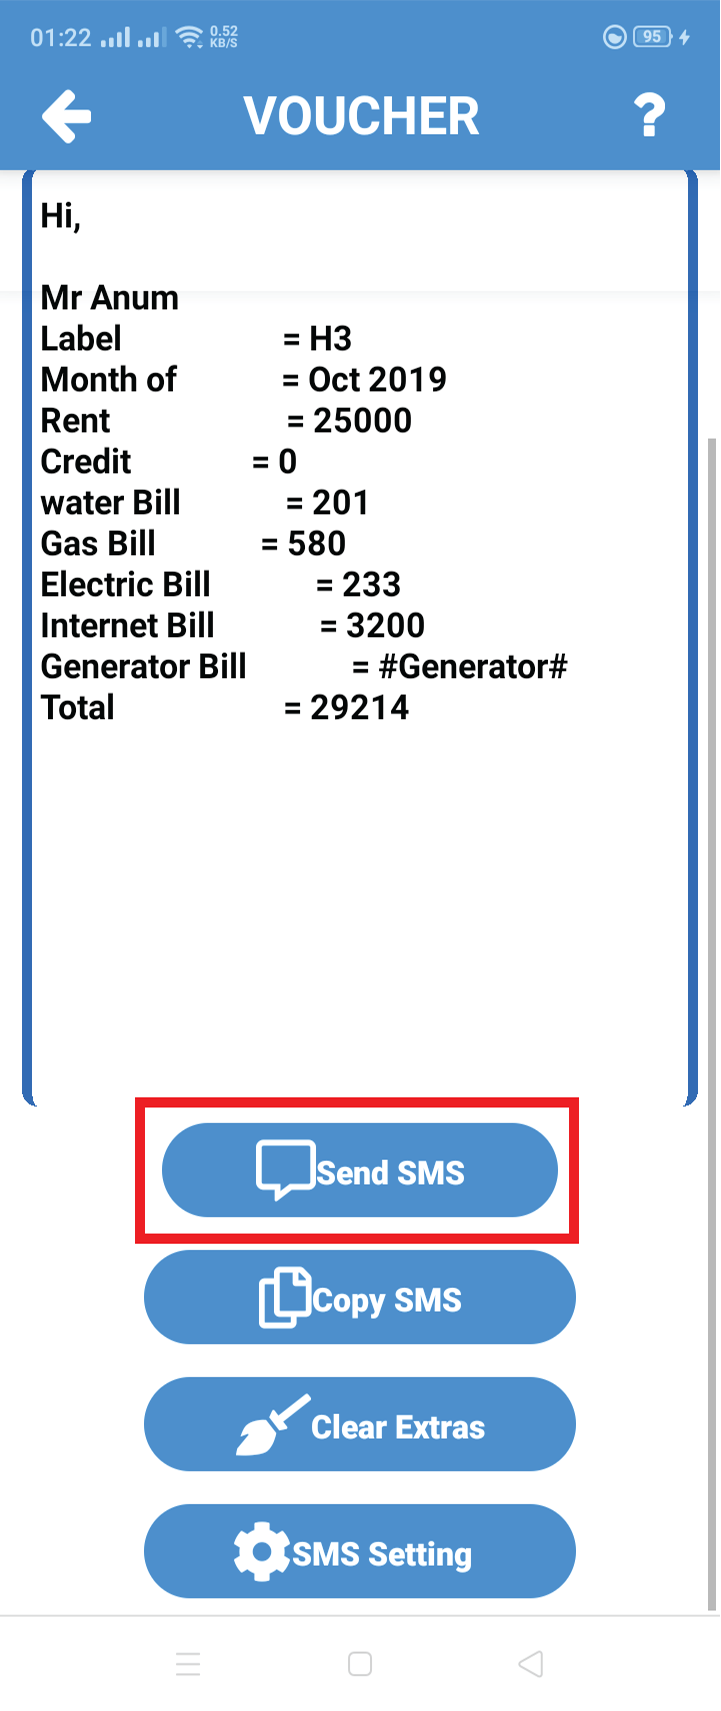 01:22 0.52 KB/S 95
VOUCHER ?
Hi,
Mr Anum
Label = H3
Month of = Oct 2019
Rent = 25000
Credit = 0
water Bill = 201
Gas Bill = 580
Electric Bill = 233
Internet Bill = 3200
Generator Bill = #Generator#
Total = 29214
Send SMS
Copy SMS
Clear Extras
SMS Setting